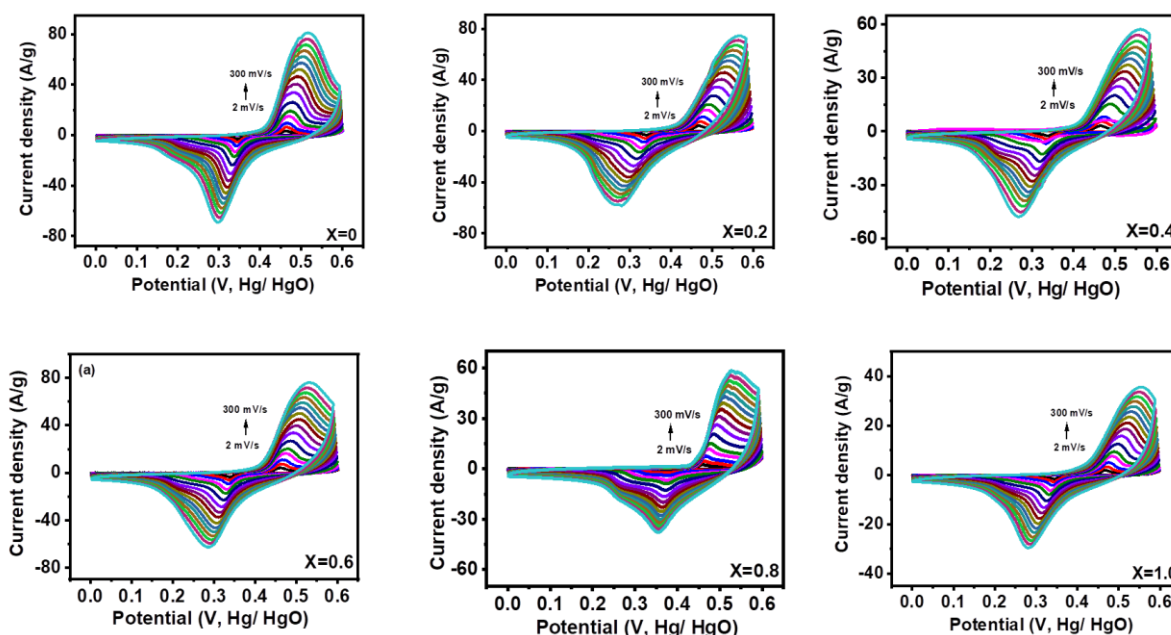 80
40
0
-40
-80
300 mV/s
2 mV/s
X=0
0.0 0.1 0.2 0.3 0.4 0.5 0.6
Potential (V, Hg/ HgO)
Current density (A/g)
80
40
0
-40
-80
300 mV/s
2 mV/s
X=0.2
0.0 0.1 0.2 0.3 0.4 0.5 0.6
Potential (V, Hg/ HgO)
Current density (A/g)
60
30
0
-30
-60
300 mV/s
2 mV/s
X=0.4
0.0 0.1 0.2 0.3 0.4 0.5 0.6
Potential (V, Hg/ HgO)
Current density (A/g)
(a)
80
40
0
-40
-80
300 mV/s
2 mV/s
X=0.6
0.0 0.1 0.2 0.3 0.4 0.5 0.6
Potential (V, Hg/ HgO)
Current density (A/g)
60
30
0
-30
-60
300 mV/s
2 mV/s
X=0.8
0.0 0.1 0.2 0.3 0.4 0.5 0.6
Potential (V, Hg/ HgO)
Current density (A/g)
40
20
0
-20
-40
300 mV/s
2 mV/s
X=1.0
0.0 0.1 0.2 0.3 0.4 0.5 0.6
Potential (V, Hg/ HgO)
Current density (A/g)